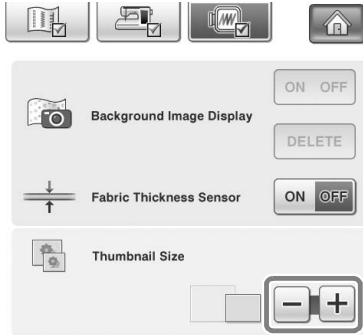 ON OFF
Background Image Display
DELETE
Fabric Thickness Sensor
ON OFF
Thumbnail Size
− +